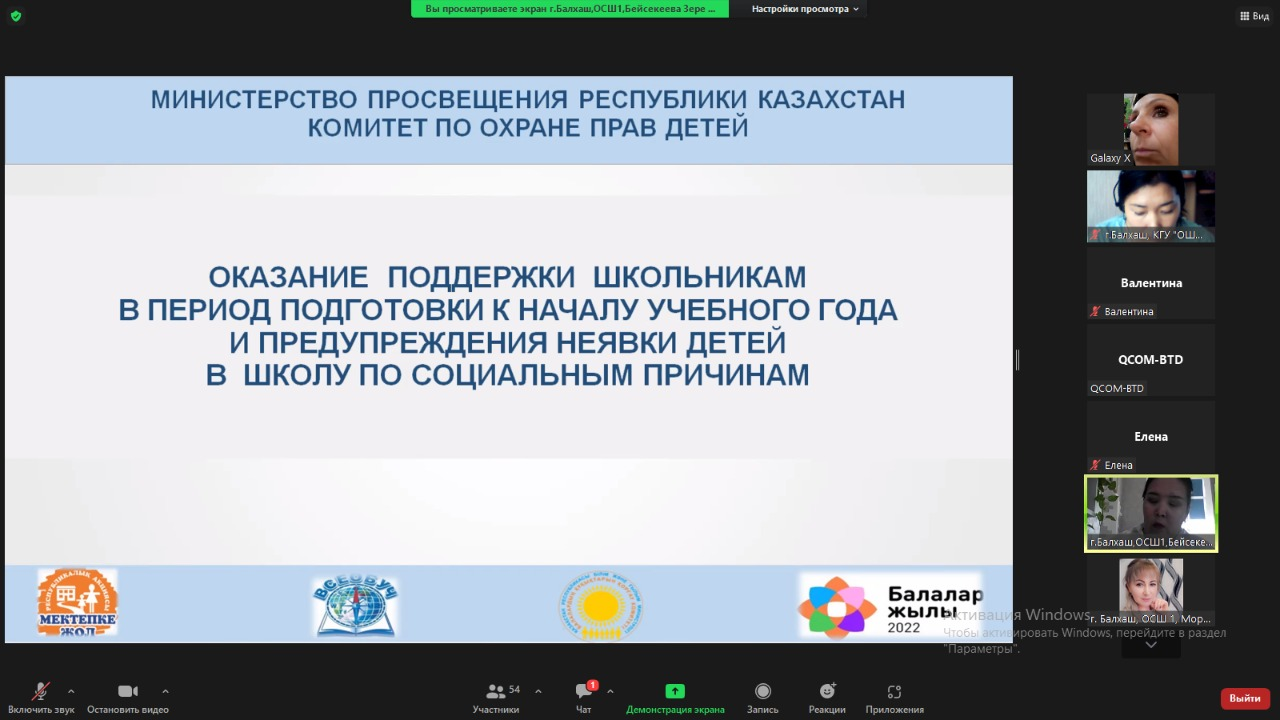 Вы просматриваете экран г.Балхаш,ОСШ1,Бейсекеева Зере ...
Настройки просмотра
Вид
МИНИСТЕРСТВО ПРОСВЕЩЕНИЯ РЕСПУБЛИКИ КАЗАХСТАН
КОМИТЕТ ПО ОХРАНЕ ПРАВ ДЕТЕЙ
ОКАЗАНИЕ ПОДДЕРЖКИ ШКОЛЬНИКАМ
В ПЕРИОД ПОДГОТОВКИ К НАЧАЛУ УЧЕБНОГО ГОДА
И ПРЕДУПРЕЖДЕНИЯ НЕЯВКИ ДЕТЕЙ
В ШКОЛУ ПО СОЦИАЛЬНЫМ ПРИЧИНАМ
РЕСПУБЛИКАЛЫҚ АКЦИЯСЫ
МЕКТЕПКЕ
ЖОЛ
ВСЕОБУЧ
Балалар
жылы
2022
Galaxy X
г.Балхаш, КГУ "ОШ...
Валентина
Валентина
QCOM-BTD
QCOM-BTD
Елена
Елена
г.Балхаш,ОСШ1,Бейсеке...
г. Балхаш, ОСШ 1, Мор...
Активация Windows
Чтобы активировать Windows, перейдите в раздел
"Параметры".
Включить звук
Остановить видео
54
Участники
1
Чат
Демонстрация экрана
Запись
Реакции
Приложения
Выйти